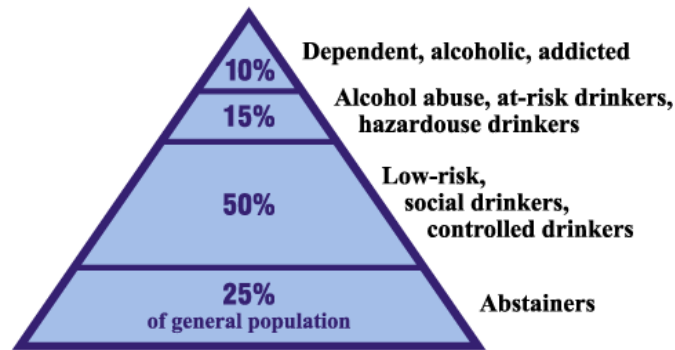 10%
Dependent, alcoholic, addicted
15%
Alcohol abuse, at-risk drinkers,
hazardouse drinkers
50%
Low-risk,
social drinkers,
controlled drinkers
25%
of general population
Abstainers